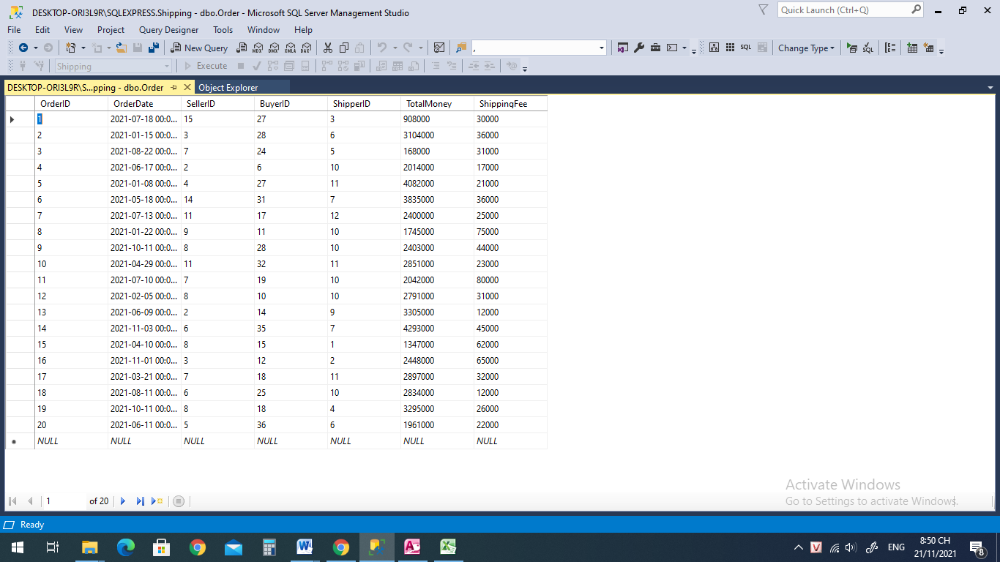 DESKTOP-ORI3L9R\SQLEXPRESS.Shipping - dbo.Order - Microsoft SQL Server Management Studio
Quick Launch (Ctrl+Q)
File Edit View Project Query Designer Tools Window Help
New Query MDX DMX XMLA DAX , SQL Change Type
Shipping Execute
DESKTOP-ORI3L9R\S...pping - dbo.Order Object Explorer
OrderID OrderDate SellerID BuyerID ShipperID TotalMoney ShippingFee
1 2021-07-18 00:0... 15 27 3 908000 30000
2 2021-01-15 00:0... 3 28 6 3104000 36000
3 2021-08-22 00:0... 7 24 5 168000 31000
4 2021-06-17 00:0... 2 6 10 2014000 17000
5 2021-01-08 00:0... 4 27 11 4082000 21000
6 2021-05-18 00:0... 14 31 7 3835000 36000
7 2021-07-13 00:0... 11 17 12 2400000 25000
8 2021-01-22 00:0... 9 11 10 1745000 75000
9 2021-10-11 00:0... 8 28 10 2403000 44000
10 2021-04-29 00:0... 11 32 11 2851000 23000
11 2021-07-10 00:0... 7 19 10 2042000 80000
12 2021-02-05 00:0... 8 10 10 2791000 31000
13 2021-06-09 00:0... 2 14 9 3305000 12000
14 2021-11-03 00:0... 6 35 7 4293000 45000
15 2021-04-10 00:0... 8 15 1 1347000 62000
16 2021-11-01 00:0... 3 12 2 2448000 65000
17 2021-03-21 00:0... 7 18 11 2897000 32000
18 2021-08-11 00:0... 6 25 10 2834000 12000
19 2021-10-11 00:0... 8 18 4 3295000 26000
20 2021-06-11 00:0... 5 36 6 1961000 22000
NULL NULL NULL NULL NULL NULL NULL
Activate Windows
Go to Settings to activate Windows.
1 of 20
Ready
ENG
8:50 CH
21/11/2021
8